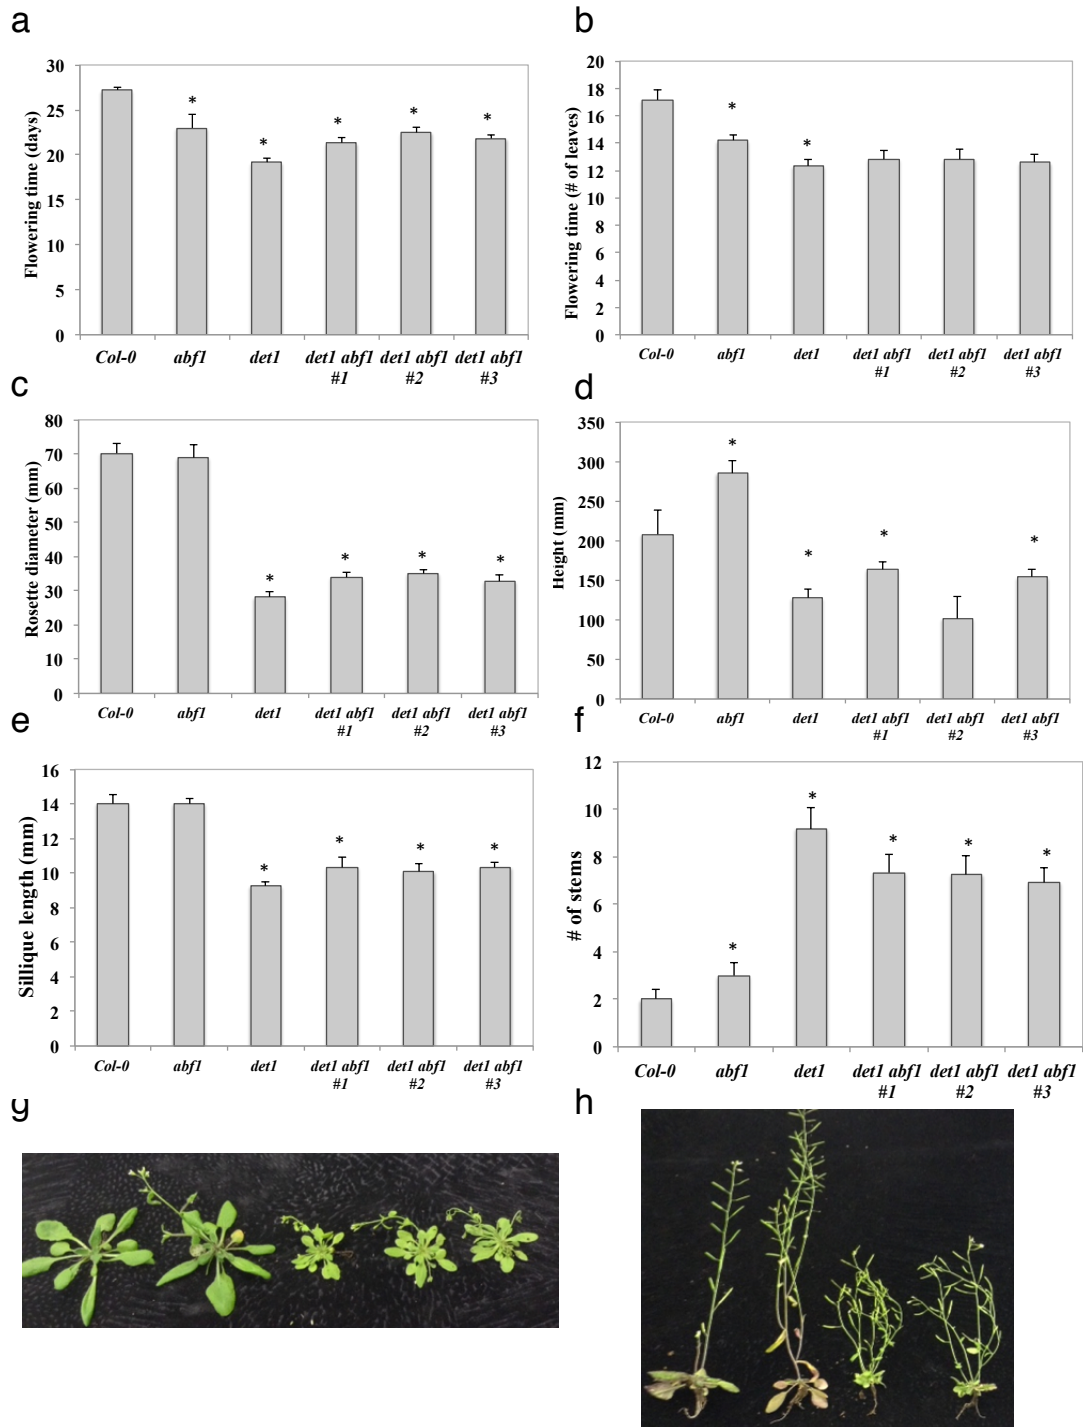 a
Flowering time (days)
30
25
20
15
10
5
0
* * * * *
Col-0 abf1 det1 det1 abf1 det1 abf1 det1 abf1
#1 #2 #3
b
Flowering time (# of leaves)
20
18
16
14
12
10
8
6
4
2
0
* *
Col-0 abf1 det1 det1 abf1 det1 abf1 det1 abf1
#1 #2 #3
c
Rosette diameter (mm)
80
70
60
50
40
30
20
10
0
* * * *
Col-0 abf1 det1 det1 abf1 det1 abf1 det1 abf1
#1 #2 #3
d
Height (mm)
350
300
250
200
150
100
50
0
* * * *
Col-0 abf1 det1 det1 abf1 det1 abf1 det1 abf1
#1 #2 #3
e
Sillique length (mm)
16
14
12
10
8
6
4
2
0
* * * *
Col-0 abf1 det1 det1 abf1 det1 abf1 det1 abf1
#1 #2 #3
f
# of stems
12
10
8
6
4
2
0
* * * * *
Col-0 abf1 det1 det1 abf1 det1 abf1 det1 abf1
#1 #2 #3
g
h